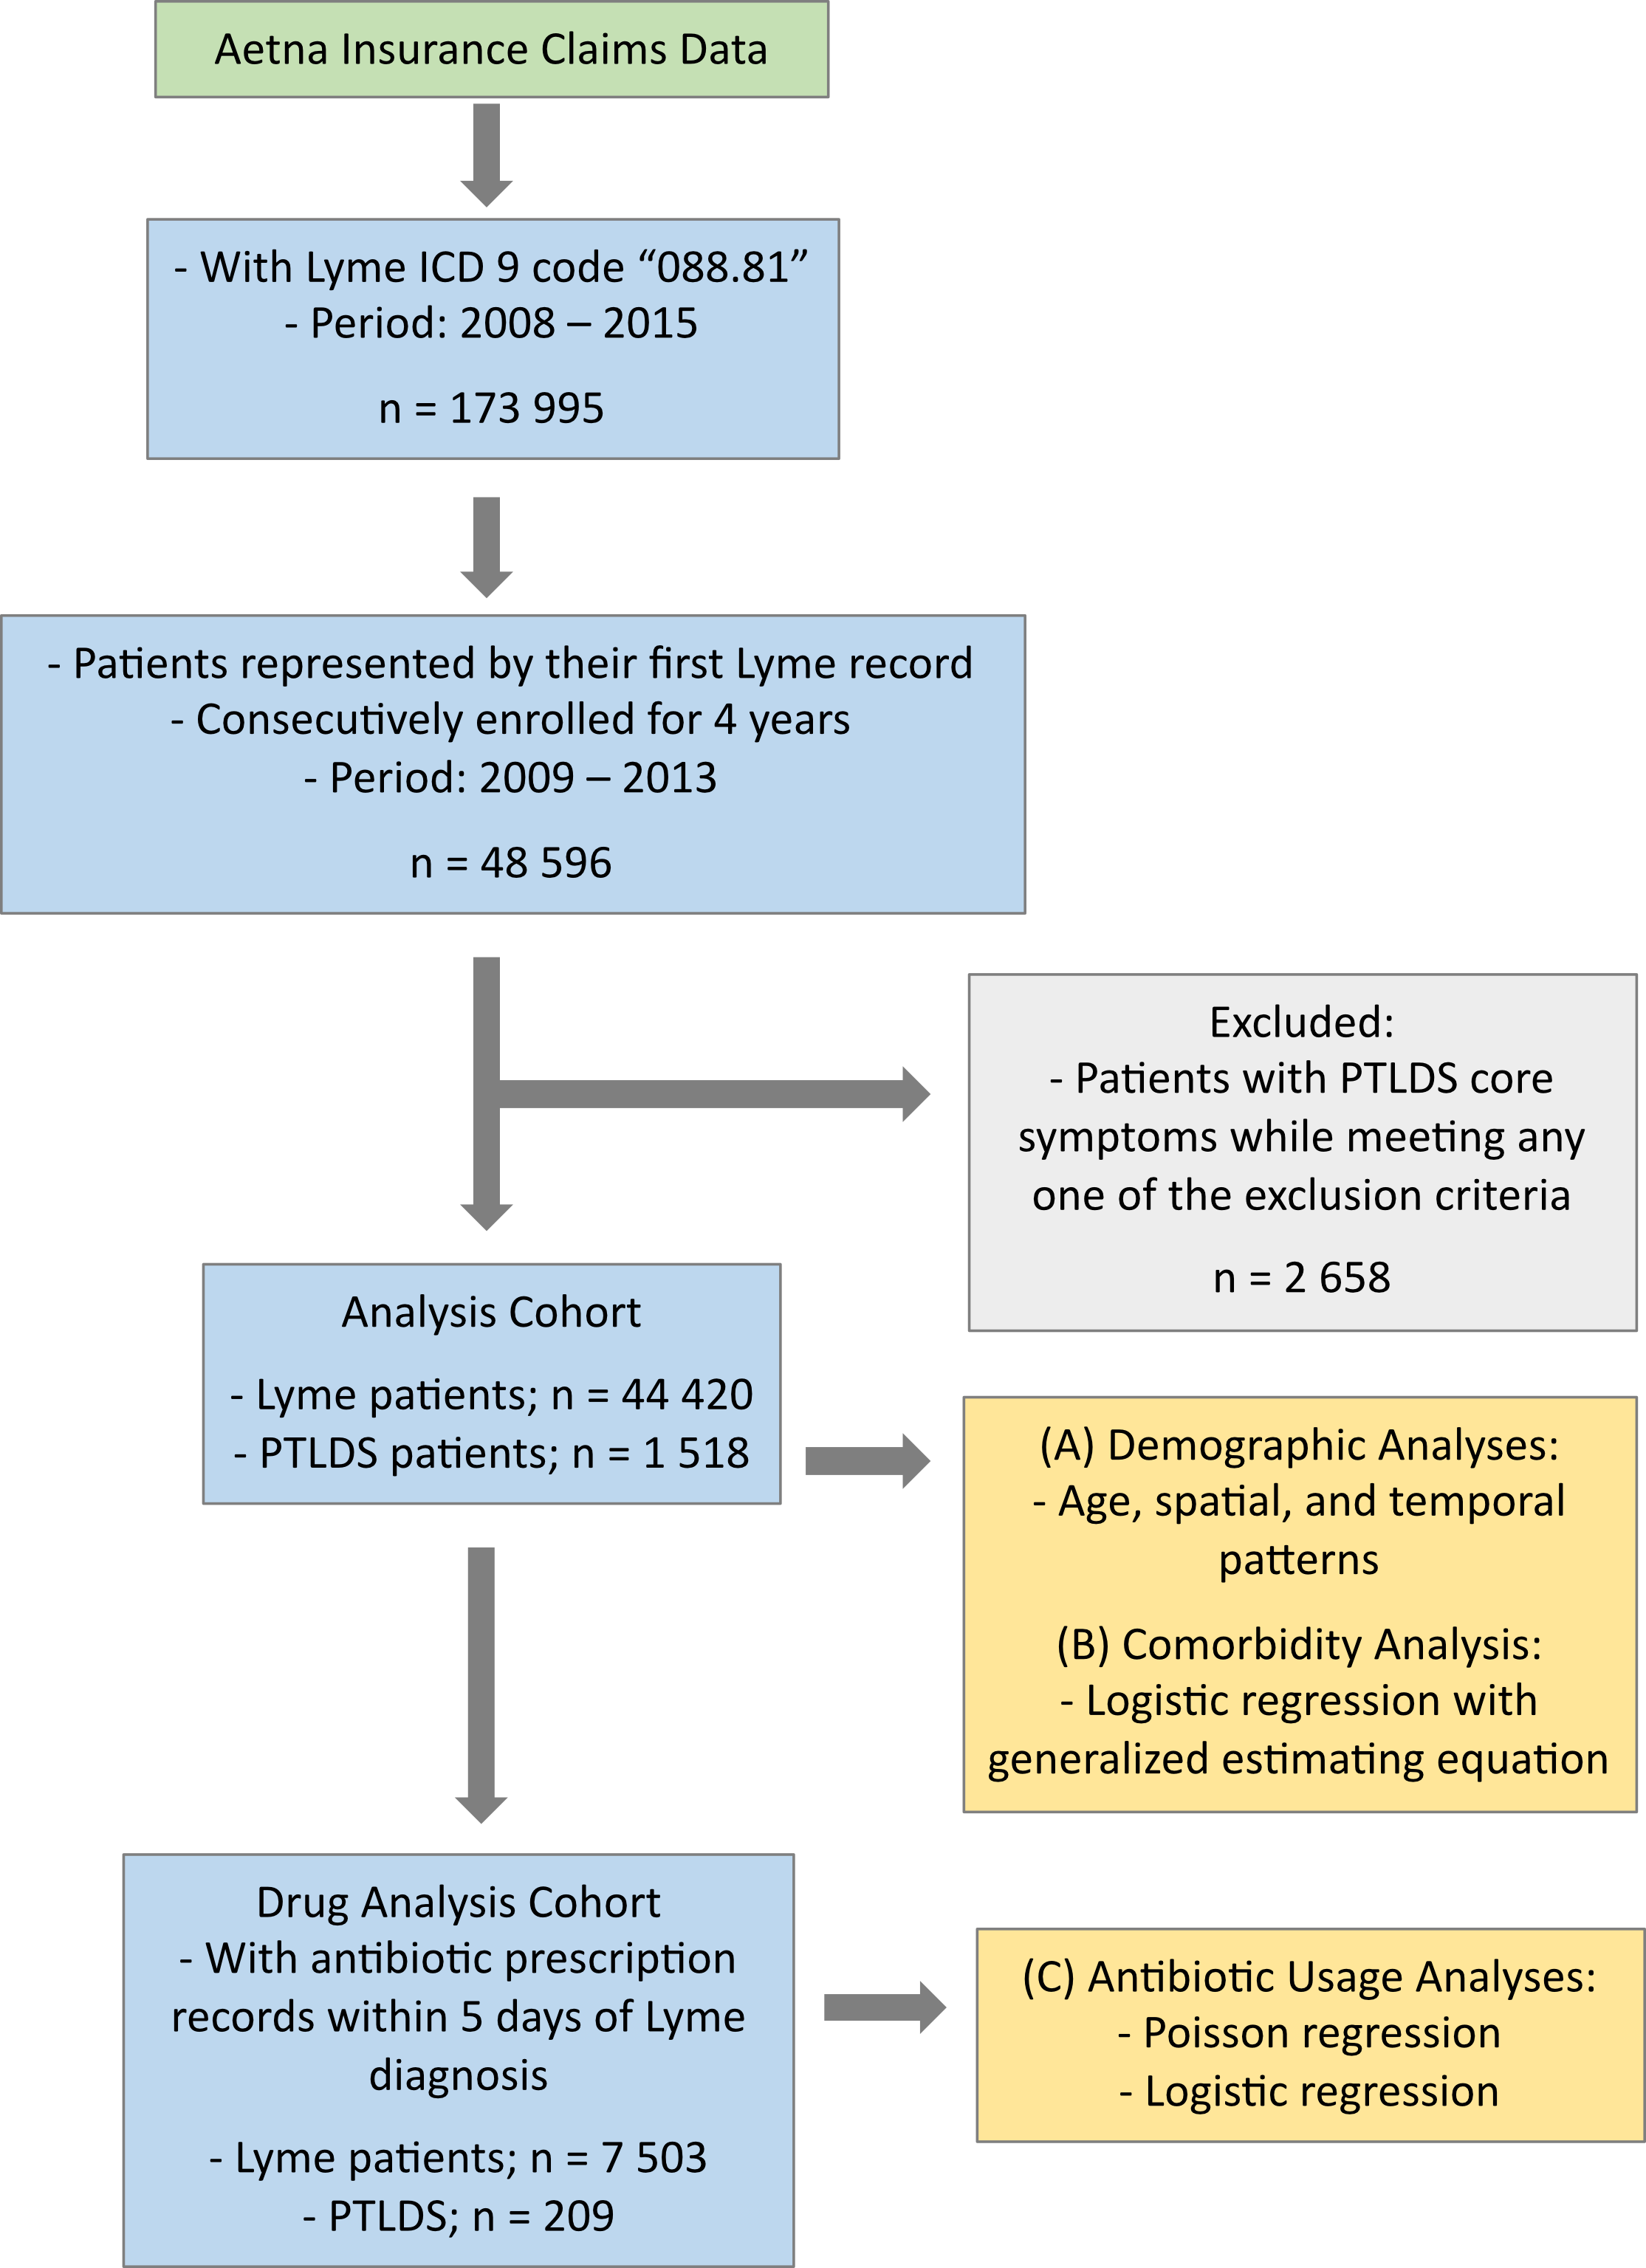 Aetna Insurance Claims Data
- With Lyme ICD 9 code “088.81”
- Period: 2008 – 2015
n = 173 995
- Patients represented by their first Lyme record
- Consecutively enrolled for 4 years
- Period: 2009 – 2013
n = 48 596
Excluded:
- Patients with PTLDS core
symptoms while meeting any
one of the exclusion criteria
n = 2 658
Analysis Cohort
- Lyme patients; n = 44 420
- PTLDS patients; n = 1 518
(A) Demographic Analyses:
- Age, spatial, and temporal
patterns
(B) Comorbidity Analysis:
- Logistic regression with
generalized estimating equation
Drug Analysis Cohort
- With antibiotic prescription
records within 5 days of Lyme
diagnosis
- Lyme patients; n = 7 503
- PTLDS; n = 209
(C) Antibiotic Usage Analyses:
- Poisson regression
- Logistic regression